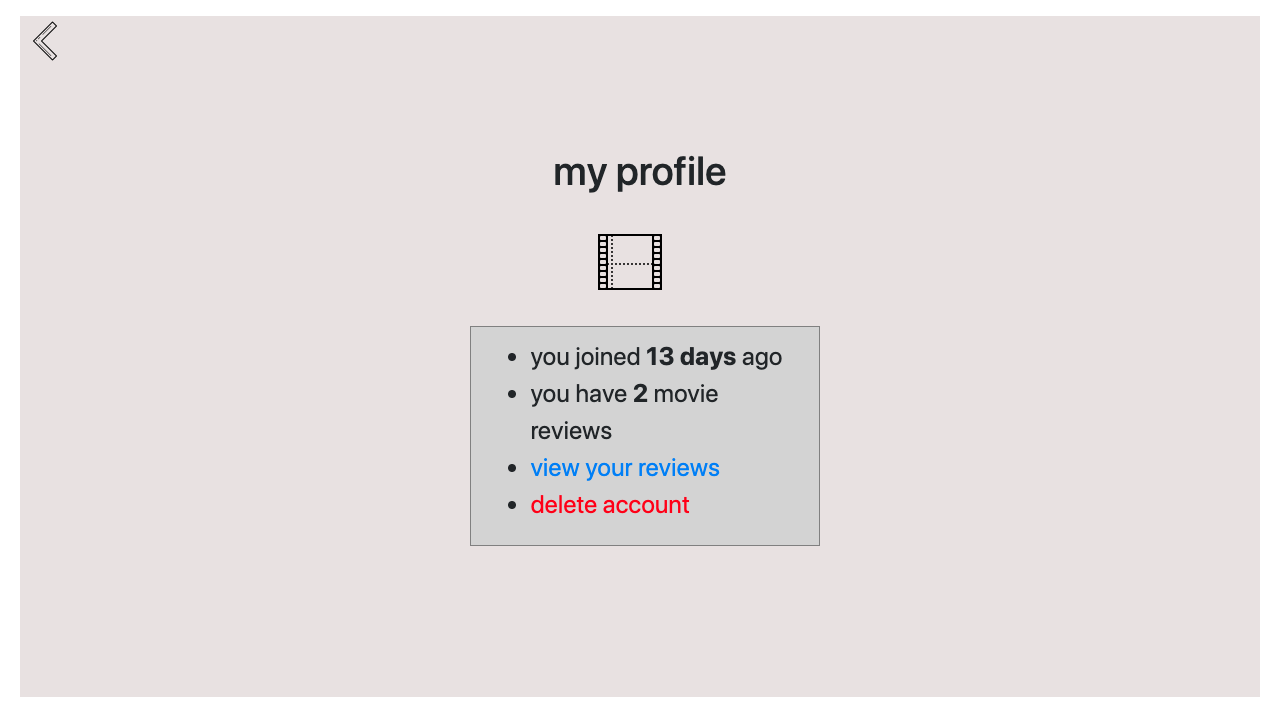 my profile
you joined 13 days ago
you have 2 movie
reviews
view your reviews
delete account